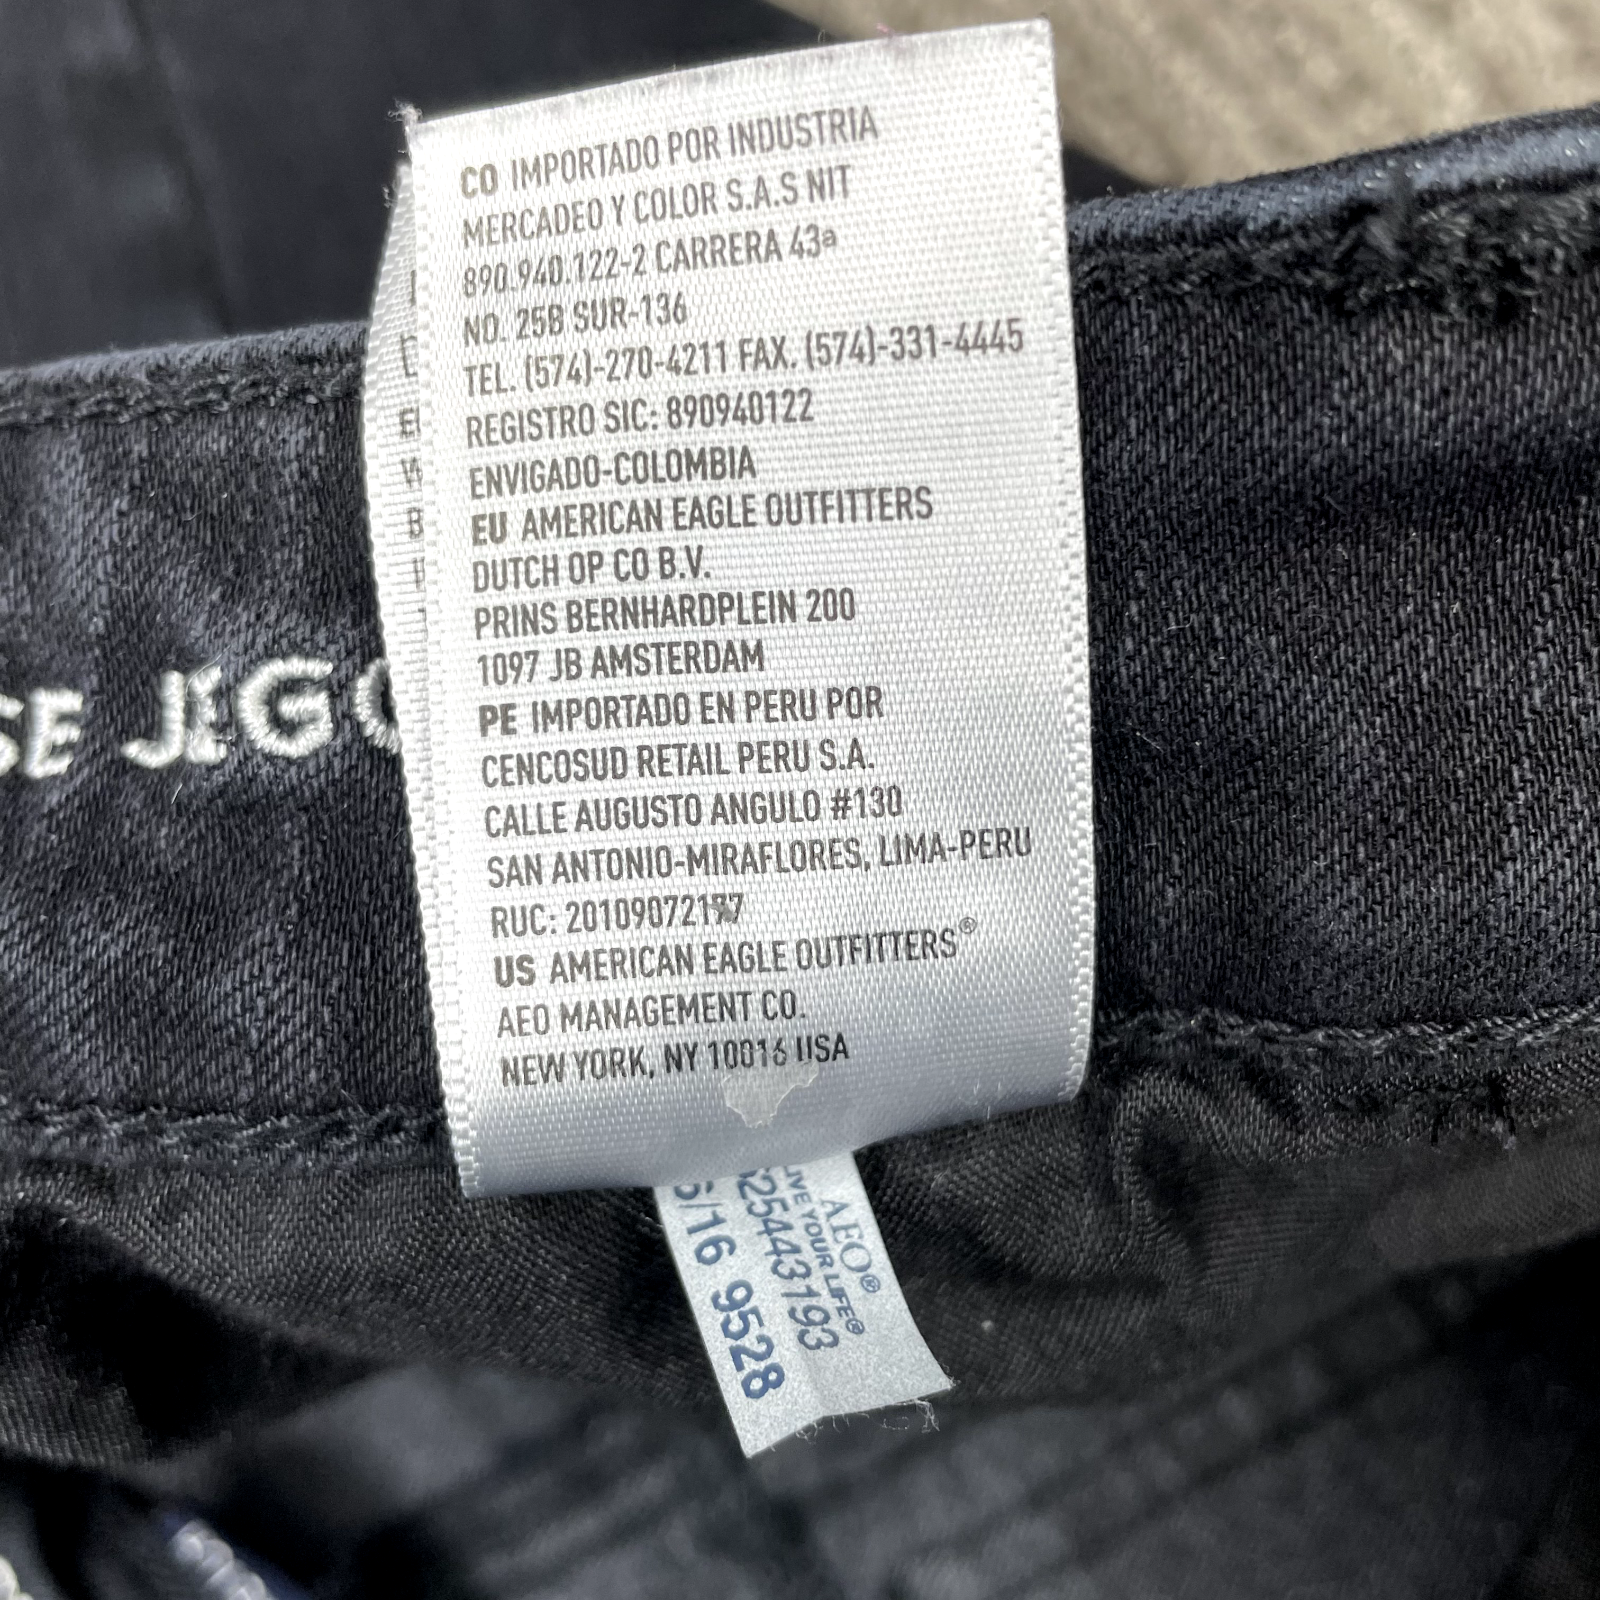 CO IMPORTADO POR INDUSTRIA
MERCADEO Y COLOR S.A.S NIT
890.940.122-2 CARRERA 43ª
NO. 25B SUR-136
TEL. (574)-270-4211 FAX. (574)-331-4445
REGISTRO SIC: 890940122
ENVIGADO-COLOMBIA
EU AMERICAN EAGLE OUTFITTERS
DUTCH OP CO B.V.
PRINS BERNHARDPLEIN 200
1097 JB AMSTERDAM
PE IMPORTADO EN PERU POR
CENCOSUD RETAIL PERU S.A.
CALLE AUGUSTO ANGULO #130
SAN ANTONIO-MIRAFLORES, LIMA-PERU
RUC:
US AMERICAN EAGLE OUTFITTERS®
AEO MANAGEMENT CO.
NEW YORK, NY 10016 USA
SE JEGG
AEO®
LIVE YOUR LIFE®
25443193
/16 9528